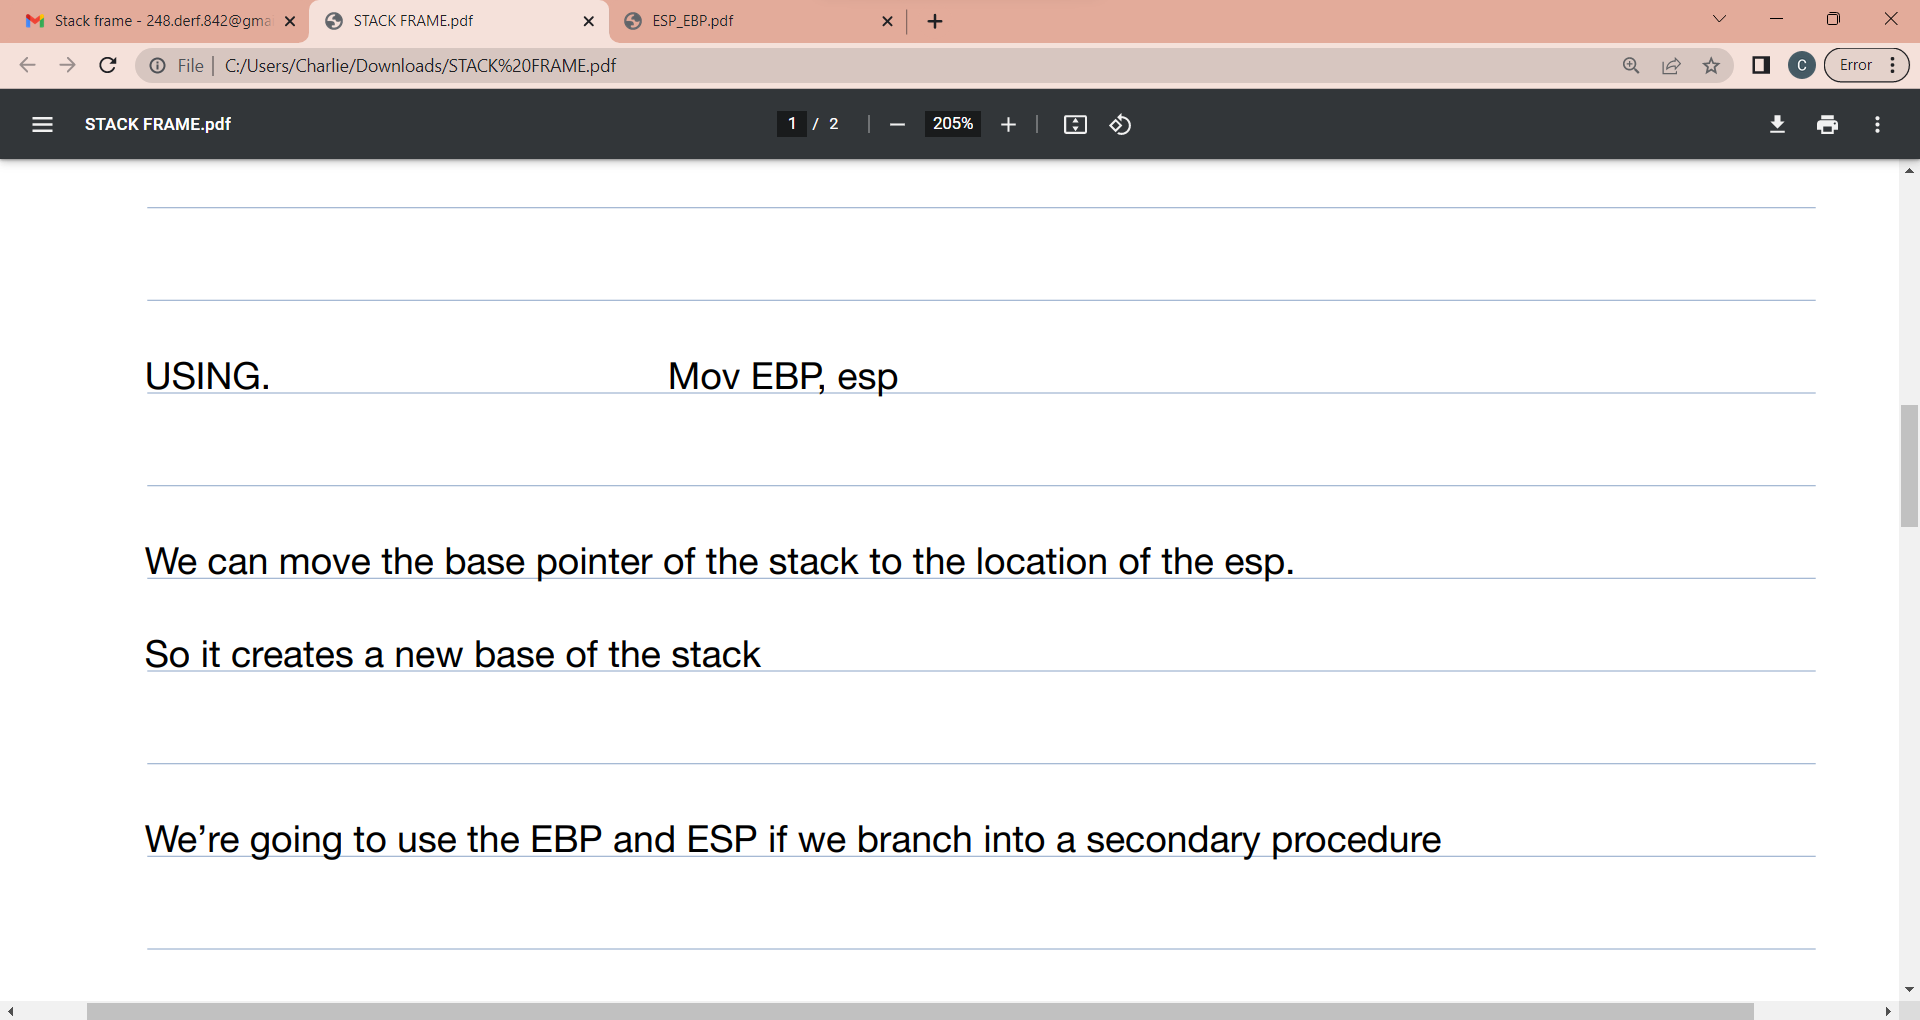 Stack frame - 248.derf.842@gma
STACK FRAME.pdf
ESP_EBP.pdf
File
C:/Users/Charlie/Downloads/STACK%20FRAME.pdf
C
Error
STACK FRAME.pdf
1 / 2
205%
USING. Mov EBP, esp
We can move the base pointer of the stack to the location of the esp.
So it creates a new base of the stack
We're going to use the EBP and ESP if we branch into a secondary procedure